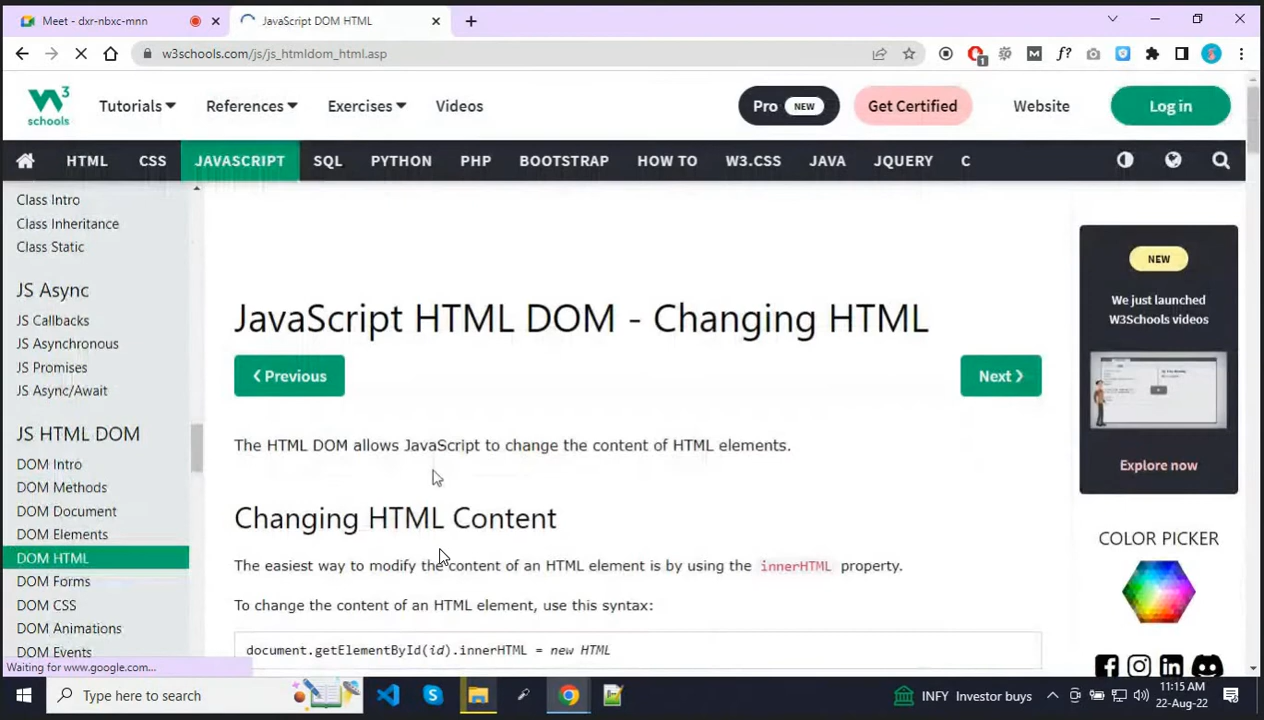 Meet - dxr-nbxc-mnn
JavaScript DOM HTML
w3schools.com/js/js_htmldom_html.asp
1
M
f?
S
W3
schools
Tutorials
References
Exercises
Videos
Pro NEW
Get Certified
Website
Log in
HTML
CSS
JAVASCRIPT
SQL
PYTHON
PHP
BOOTSTRAP
HOW TO
W3.CSS
JAVA
JQUERY
C
Class Intro
Class Inheritance
Class Static
JS Async
JS Callbacks
JS Asynchronous
JS Promises
JS Async/Await
JS HTML DOM
DOM Intro
DOM Methods
DOM Document
DOM Elements
DOM HTML
DOM Forms
DOM CSS
DOM Animations
DOM Events
Waiting for www.google.com...
JavaScript HTML DOM - Changing HTML
❮ Previous
Next ❯
The HTML DOM allows JavaScript to change the content of HTML elements.
Changing HTML Content
The easiest way to modify the content of an HTML element is by using the innerHTML property.
To change the content of an HTML element, use this syntax:
document.getElementById(id).innerHTML = new HTML
NEW
We just launched
W3Schools videos
Explore now
COLOR PICKER
Type here to search
INFY Investor buys
11:15 AM
22-Aug-22